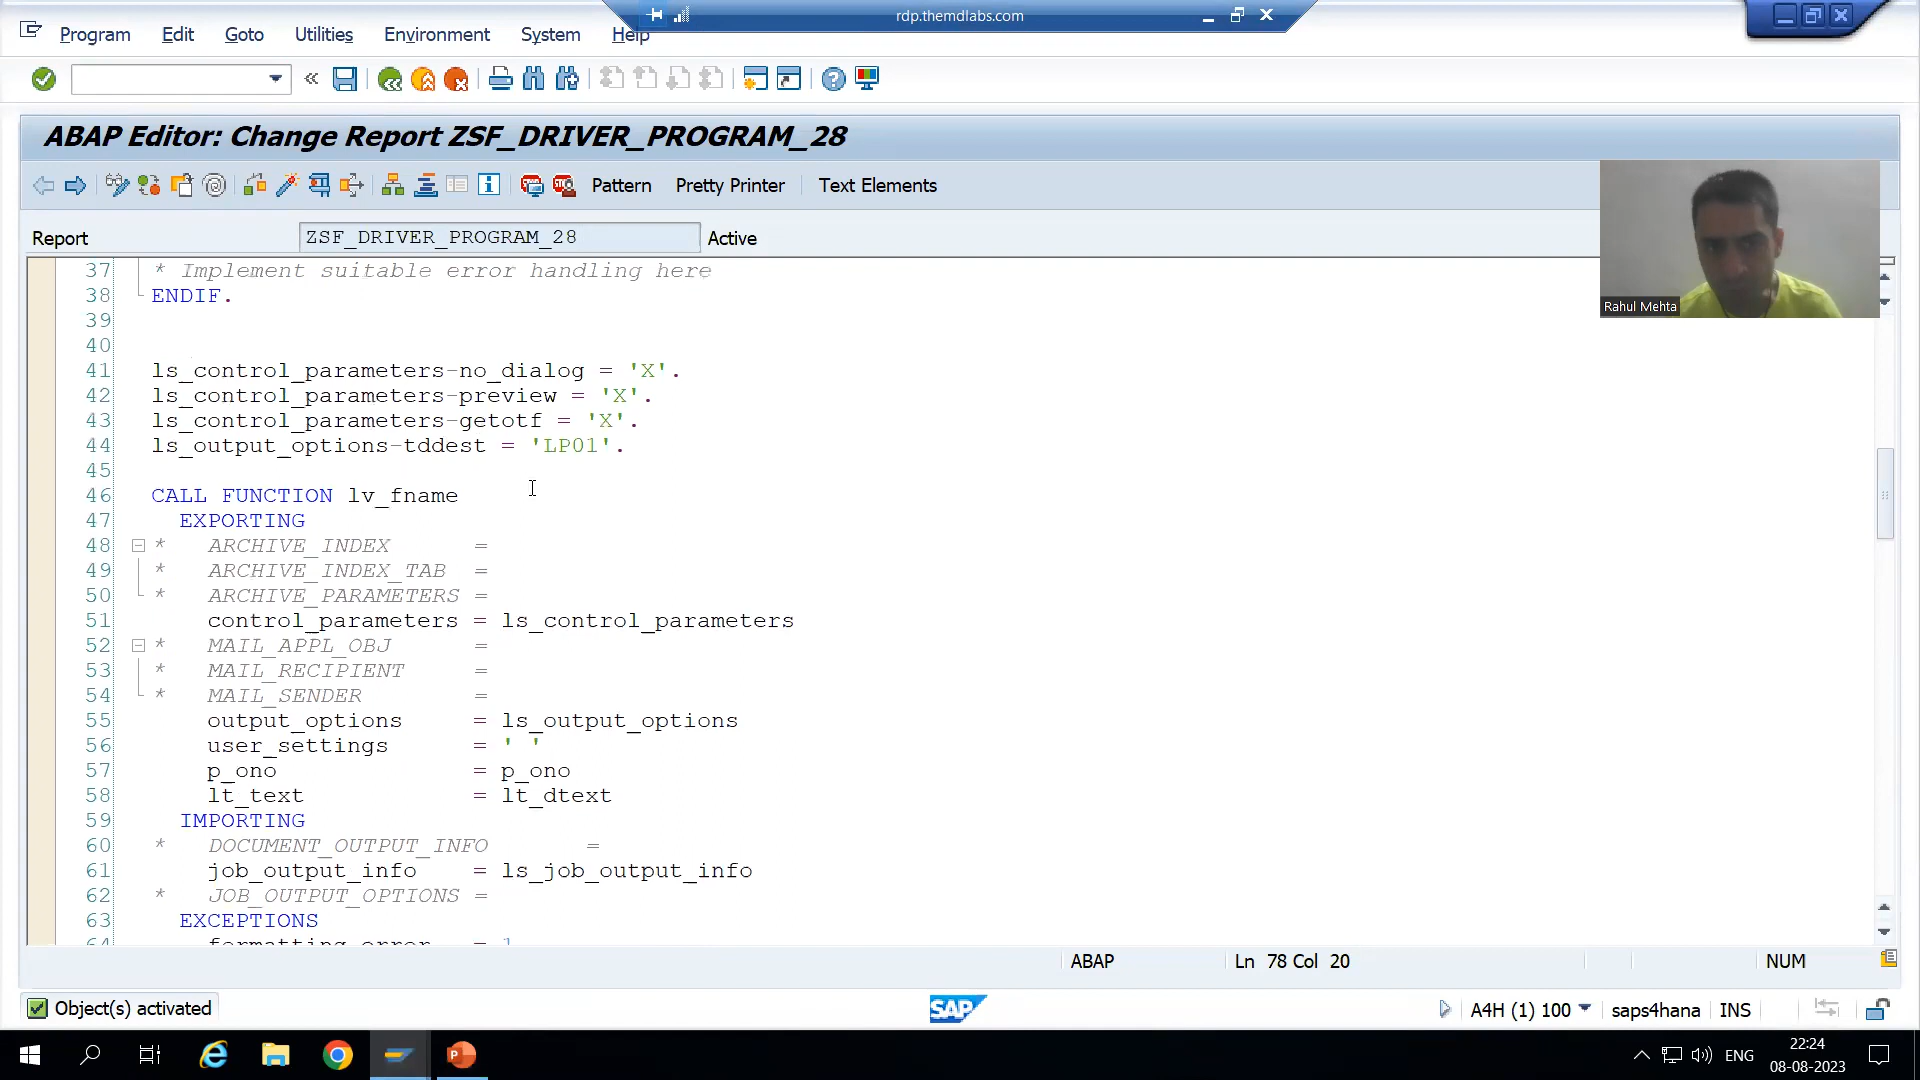 rdp.themdlabs.com
Program Edit Goto Utilities Environment System Help
ABAP Editor: Change Report ZSF_DRIVER_PROGRAM_28
Pattern Pretty Printer Text Elements
Report ZSF_DRIVER_PROGRAM_28 Active
Rahul Mehta
37 * Implement suitable error handling here
38 ENDIF.
39
40
41 ls_control_parameters-no_dialog = 'X'.
42 ls_control_parameters-preview = 'X'.
43 ls_control_parameters-getotf = 'X'.
44 ls_output_options-tddest = 'LP01'.
45
46 CALL FUNCTION lv_fname
47 EXPORTING
48 * ARCHIVE_INDEX =
49 * ARCHIVE_INDEX_TAB =
50 * ARCHIVE_PARAMETERS =
51 control_parameters = ls_control_parameters
52 * MAIL_APPL_OBJ =
53 * MAIL_RECIPIENT =
54 * MAIL_SENDER =
55 output_options = ls_output_options
56 user_settings = ' '
57 p_ono = p_ono
58 lt_text = lt_dtext
59 IMPORTING
60 * DOCUMENT_OUTPUT_INFO =
61 job_output_info = ls_job_output_info
62 * JOB_OUTPUT_OPTIONS =
63 EXCEPTIONS
64 formatting_error = 1
ABAP Ln 78 Col 20 NUM
Object(s) activated SAP A4H (1) 100 saps4hana INS
ENG 22:24
08-08-2023